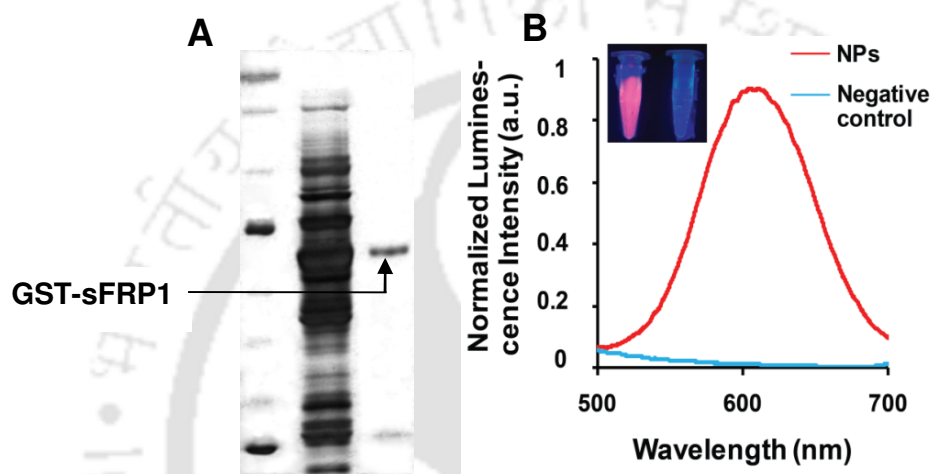 A
GST-sFRP1
B
Normalized Lumines-
cence Intensity (a.u.)
1
0.8
0.6
0.4
0.2
0
500 600 700
Wavelength (nm)
NPs
Negative
control